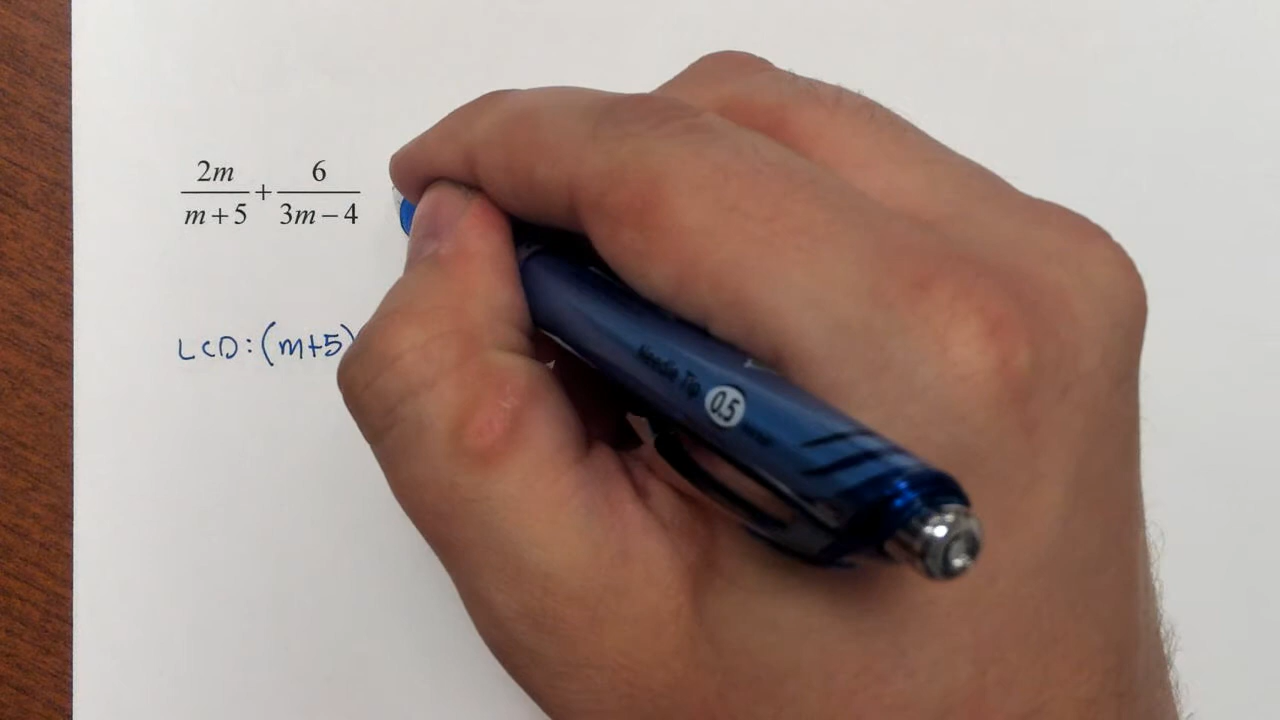 2m/(m+5) + 6/(3m−4)
LCD: (m+5)
Needle Tip 0.5